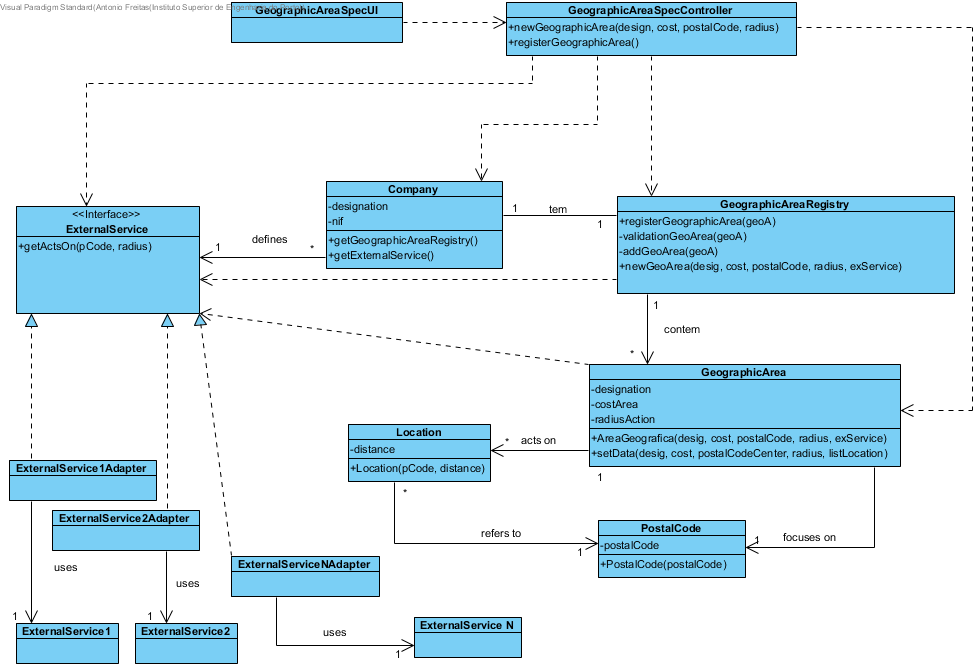 Visual Paradigm Standard(Antonio Freitas(Instituto Superior de
GeographicAreaSpecUI
GeographicAreaSpecController
+newGeographicArea(design, cost, postalCode, radius)
+registerGeographicArea()
<<Interface>>
ExternalService
+getActsOn(pCode, radius)
1
defines
*
Company
-designation
-nif
+getGeographicAreaRegistry()
+getExternalService()
1
tem
1
GeographicAreaRegistry
+registerGeographicArea(geoA)
-validationGeoArea(geoA)
-addGeoArea(geoA)
+newGeoArea(desig, cost, postalCode, radius, exService)
1
contem
*
GeographicArea
-designation
-costArea
-radiusAction
+AreaGeografica(desig, cost, postalCode, radius, exService)
+setData(desig, cost, postalCodeCenter, radius, listLocation)
1
Location
-distance
+Location(pCode, distance)
*
acts on
*
refers to
1
PostalCode
-postalCode
+PostalCode(postalCode)
1
focuses on
ExternalService1Adapter
ExternalService2Adapter
ExternalServiceNAdapter
uses
1
uses
1
uses
1
ExternalService1
ExternalService2
ExternalService N